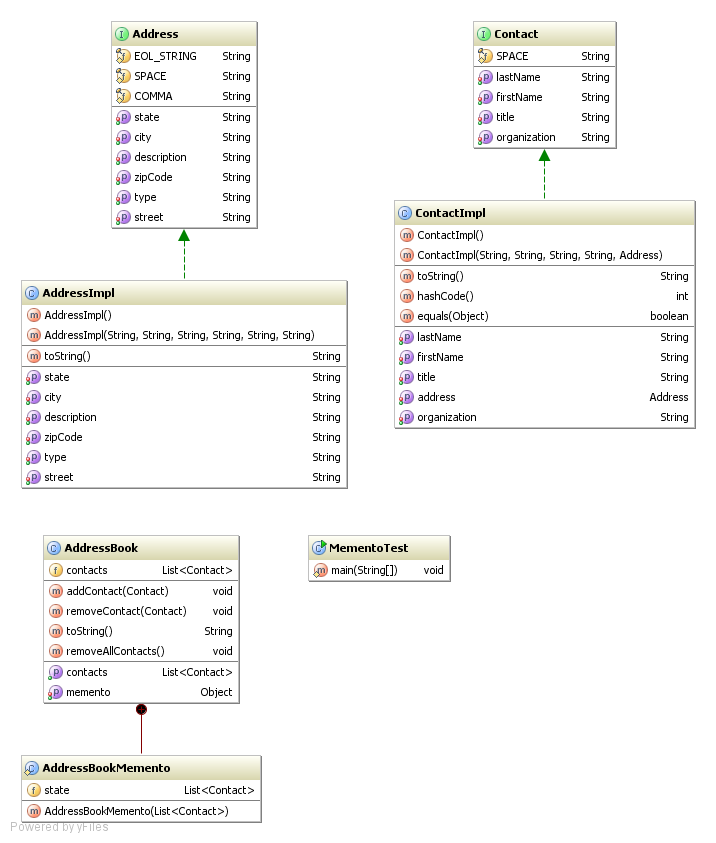 Address
EOL_STRING String
SPACE String
COMMA String
state String
city String
description String
zipCode String
type String
street String
Contact
SPACE String
lastName String
firstName String
title String
organization String
AddressImpl
AddressImpl()
AddressImpl(String, String, String, String, String, String)
toString() String
state String
city String
description String
zipCode String
type String
street String
ContactImpl
ContactImpl()
ContactImpl(String, String, String, String, Address)
toString() String
hashCode() int
equals(Object) boolean
lastName String
firstName String
title String
address Address
organization String
AddressBook
contacts List<Contact>
addContact(Contact) void
removeContact(Contact) void
toString() String
removeAllContacts() void
contacts List<Contact>
memento Object
MementoTest
main(String[]) void
AddressBookMemento
state List<Contact>
AddressBookMemento(List<Contact>)
Powered by yFiles